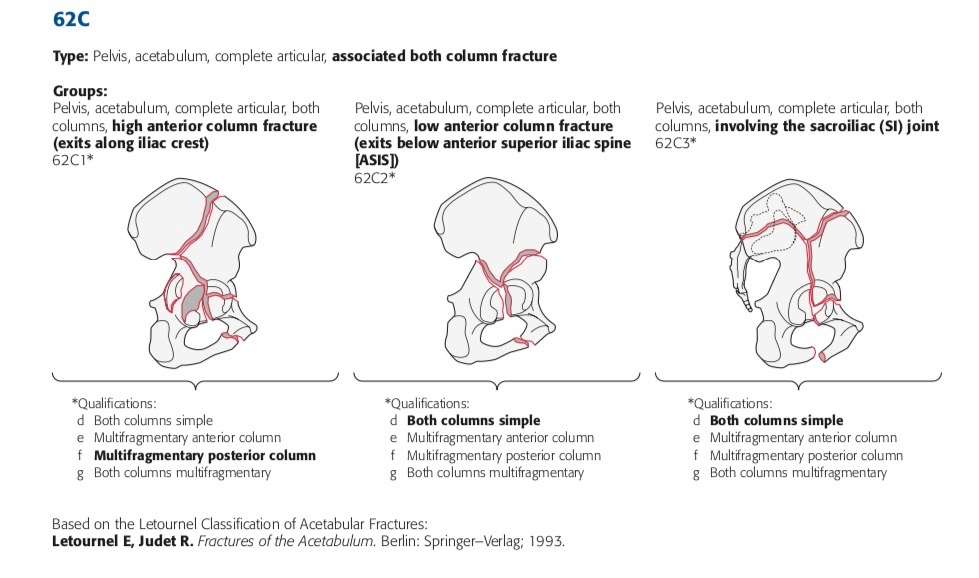 62C
Type: Pelvis, acetabulum, complete articular, associated both column fracture
Groups:
Pelvis, acetabulum, complete articular, both
columns, high anterior column fracture
(exits along iliac crest)
62C1*
Pelvis, acetabulum, complete articular, both
columns, low anterior column fracture
(exits below anterior superior iliac spine
[ASIS])
62C2*
Pelvis, acetabulum, complete articular, both
columns, involving the sacroiliac (SI) joint
62C3*
*Qualifications:
d Both columns simple
e Multifragmentary anterior column
f Multifragmentary posterior column
g Both columns multifragmentary
*Qualifications:
d Both columns simple
e Multifragmentary anterior column
f Multifragmentary posterior column
g Both columns multifragmentary
*Qualifications:
d Both columns simple
e Multifragmentary anterior column
f Multifragmentary posterior column
g Both columns multifragmentary
Based on the Letournel Classification of Acetabular Fractures:
Letournel E, Judet R. Fractures of the Acetabulum. Berlin: Springer–Verlag; 1993.